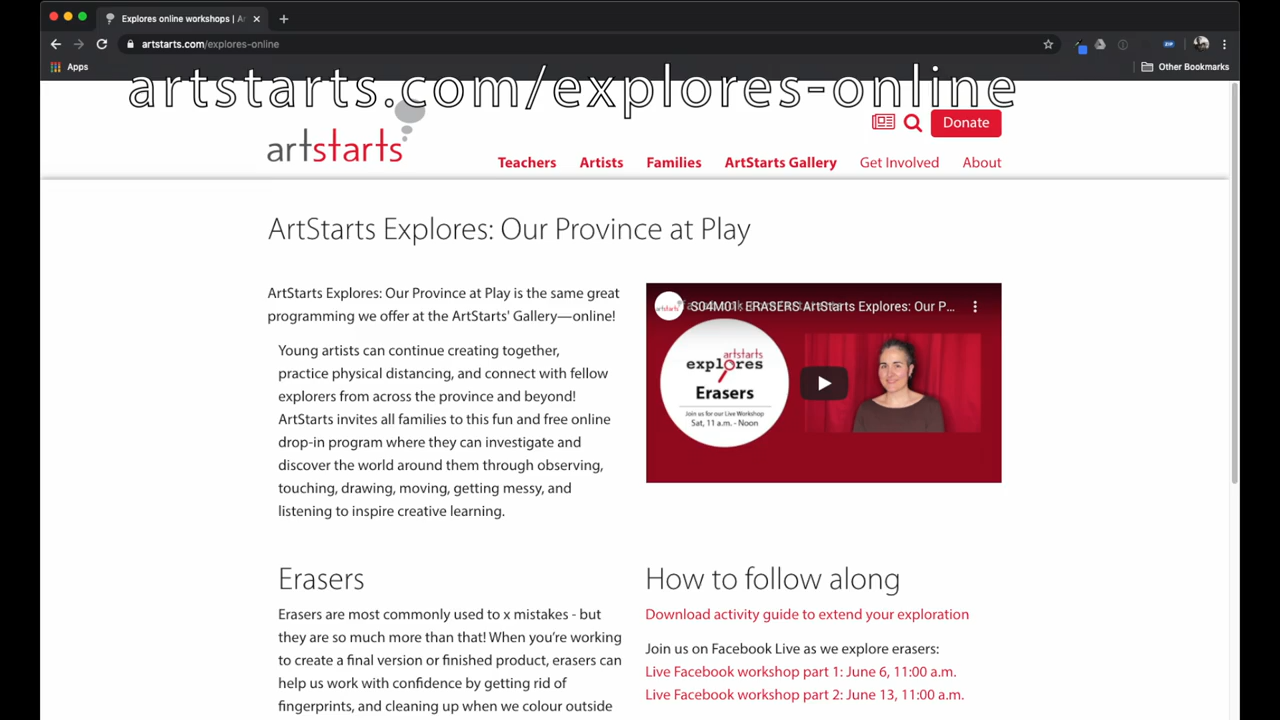 Explores online workshops | A
artstarts.com/explores-online
Apps
Other Bookmarks
artstarts.com/explores-online
artstarts
Donate
Teachers
Artists
Families
ArtStarts Gallery
Get Involved
About
ArtStarts Explores: Our Province at Play
ArtStarts Explores: Our Province at Play is the same great
programming we offer at the ArtStarts' Gallery—online!
Young artists can continue creating together,
practice physical distancing, and connect with fellow
explorers from across the province and beyond!
ArtStarts invites all families to this fun and free online
drop-in program where they can investigate and
discover the world around them through observing,
touching, drawing, moving, getting messy, and
listening to inspire creative learning.
artstarts
S04M01: ERASERS ArtStarts Explores: Our P...
artstarts
explores
Erasers
Join us for our Live Workshop
Sat, 11 a.m. - Noon
Erasers
Erasers are most commonly used to x mistakes - but
they are so much more than that! When you're working
to create a final version or finished product, erasers can
help us work with confidence by getting rid of
fingerprints, and cleaning up when we colour outside
How to follow along
Download activity guide to extend your exploration
Join us on Facebook Live as we explore erasers:
Live Facebook workshop part 1: June 6, 11:00 a.m.
Live Facebook workshop part 2: June 13, 11:00 a.m.